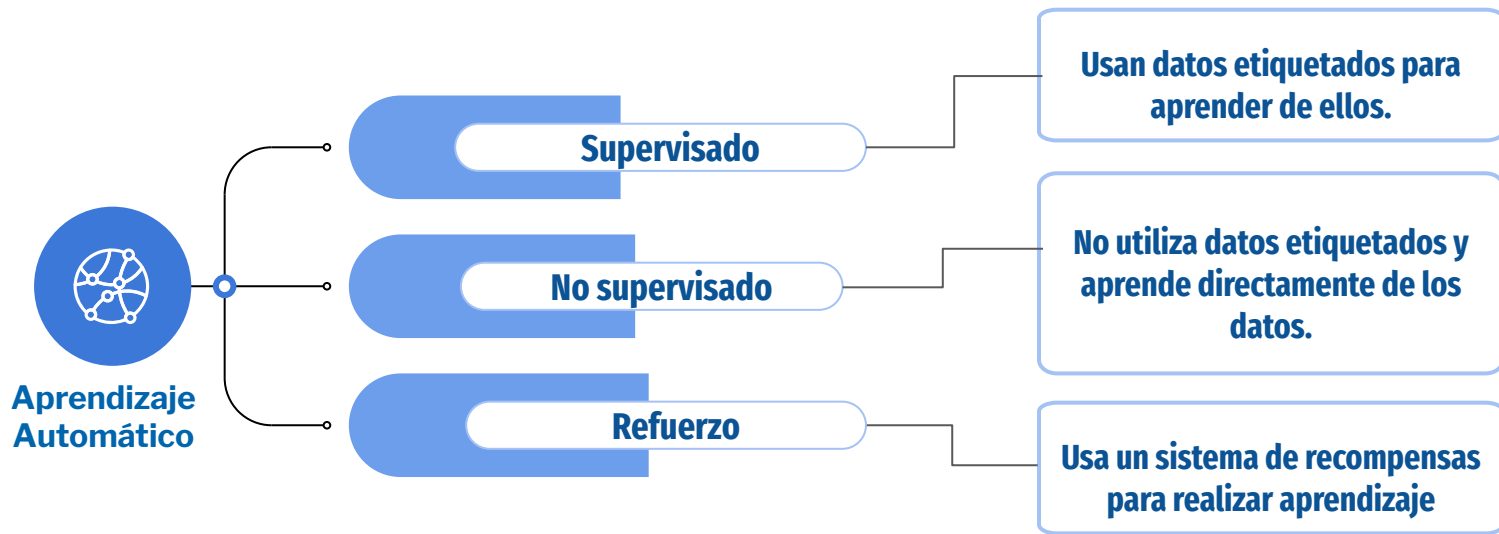 Aprendizaje
Automático
Supervisado
Usan datos etiquetados para
aprender de ellos.
No supervisado
No utiliza datos etiquetados y
aprende directamente de los
datos.
Refuerzo
Usa un sistema de recompensas
para realizar aprendizaje